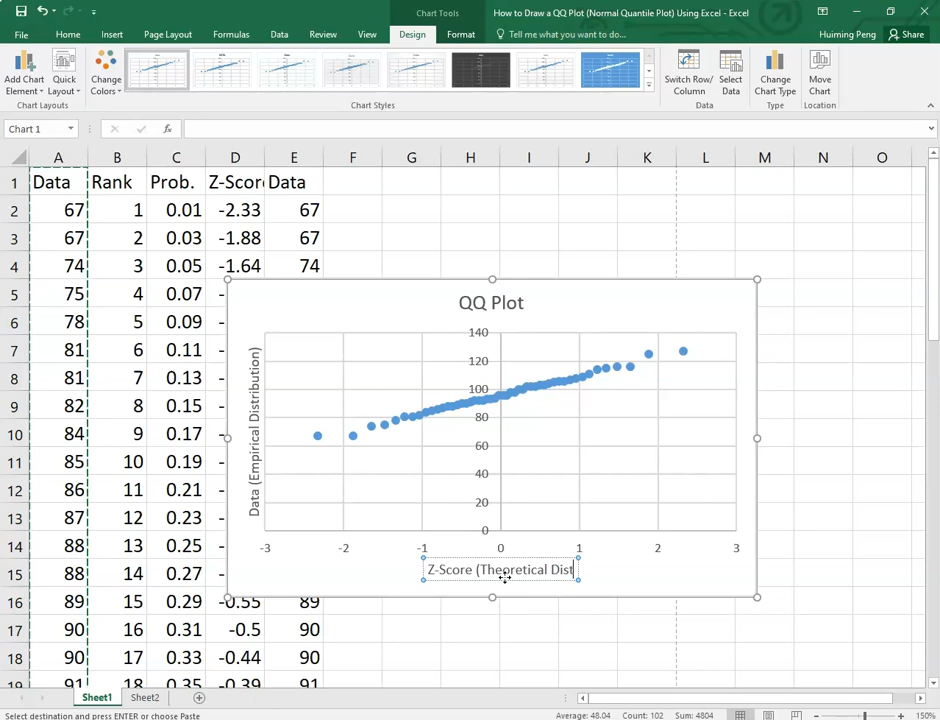 Chart Tools
How to Draw a QQ Plot (Normal Quantile Plot) Using Excel - Excel
File Home Insert Page Layout Formulas Data Review View Design Format Tell me what you want to do... Huiming Peng Share
Add Chart Element Quick Layout Change Colors Switch Row/ Column Select Data Change Chart Type Move Chart
Chart Layouts Chart Styles Data Type Location
Chart 1 fx
A B C D E F G H I J K L M N O
1 Data Rank Prob. Z-Score Data
2 67 1 0.01 -2.33 67
3 67 2 0.03 -1.88 67
4 74 3 0.05 -1.64 74
5 75 4 0.07 -
6 78 5 0.09 -
7 81 6 0.11 -
8 81 7 0.13 -
9 82 8 0.15 -
10 84 9 0.17 -
11 85 10 0.19 -
12 86 11 0.21 -
13 87 12 0.23 -
14 88 13 0.25 -
15 88 14 0.27 -
16 89 15 0.29 -0.55 89
17 90 16 0.31 -0.5 90
18 90 17 0.33 -0.44 90
19 91 18 0.35 -0.39 91
QQ Plot
140
120
100
80
60
40
20
0
-3 -2 -1 0 1 2 3
Data (Empirical Distribution)
Z-Score (Theoretical Dist
Sheet1 Sheet2
Select destination and press ENTER or choose Paste Average: 48.04 Count: 102 Sum: 4804 150%